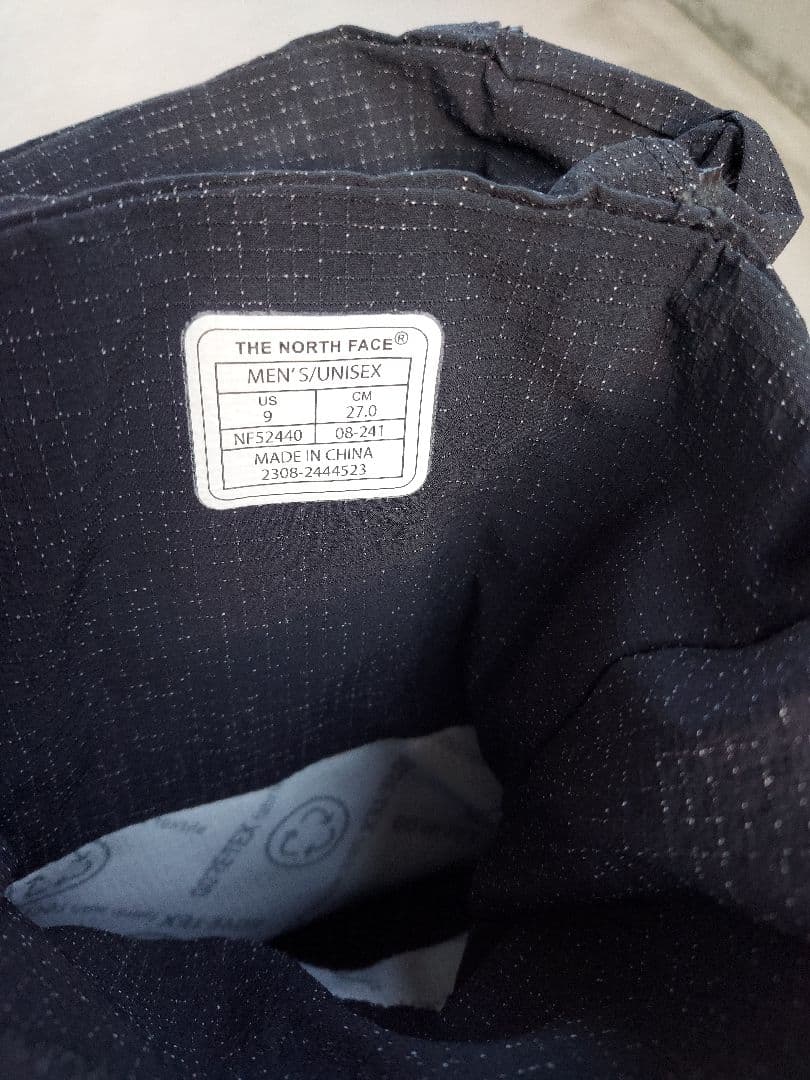 THE NORTH FACE®
MEN'S/UNISEX
US CM
9 27.0
NF52440 08-241
MADE IN CHINA
2308-2444523